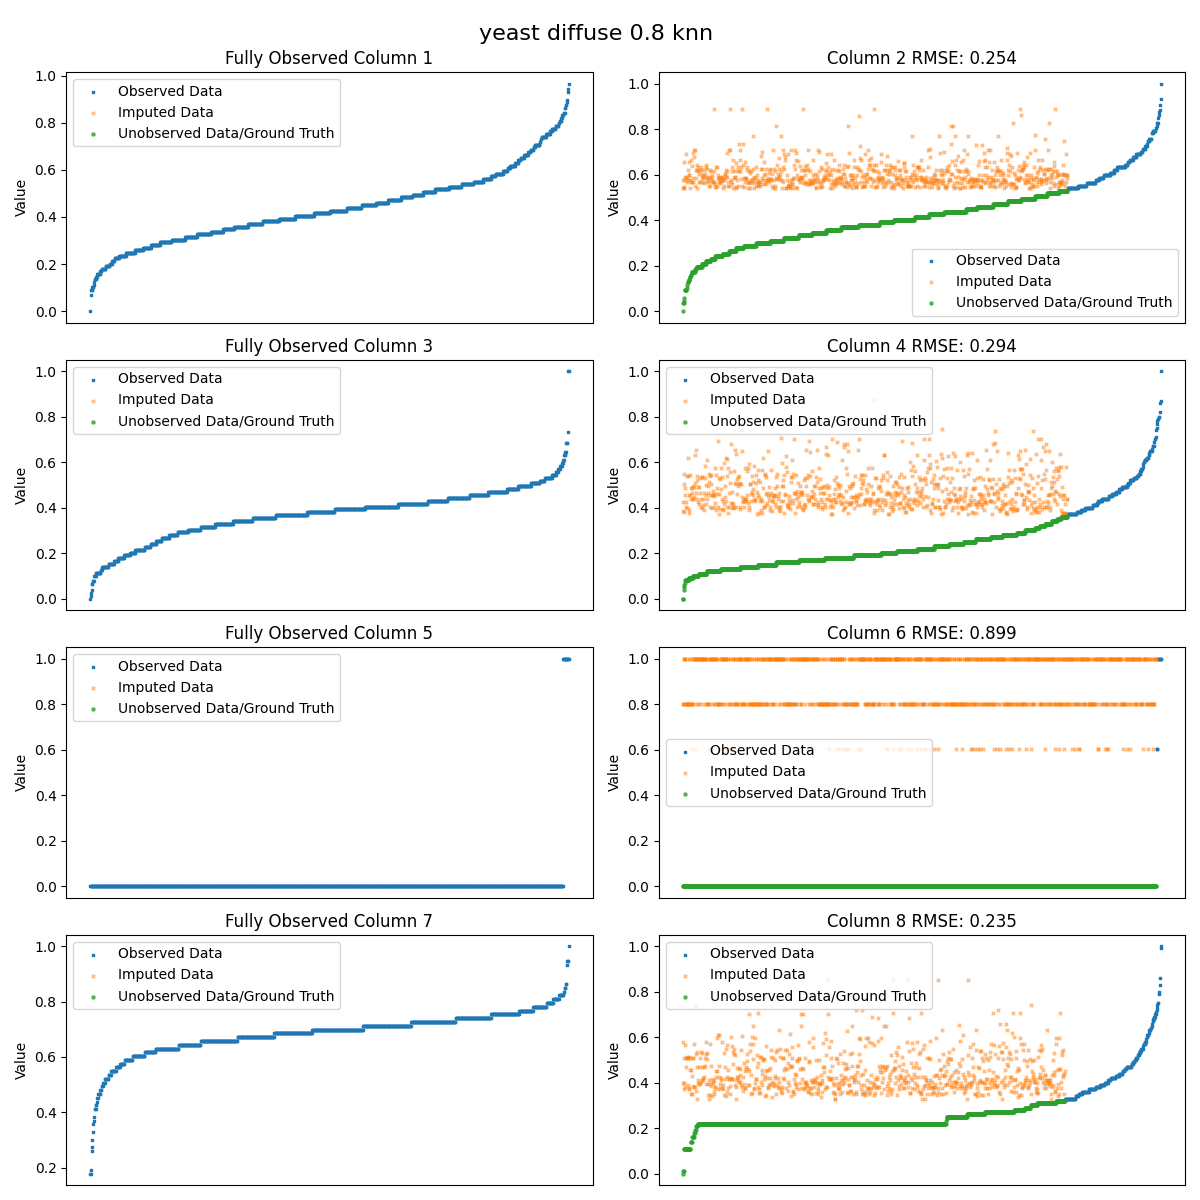 yeast diffuse 0.8 knn
Fully Observed Column 1
Value
1.0
0.8
0.6
0.4
0.2
0.0
Observed Data
Imputed Data
Unobserved Data/Ground Truth
Column 2 RMSE: 0.254
Value
1.0
0.8
0.6
0.4
0.2
0.0
Observed Data
Imputed Data
Unobserved Data/Ground Truth
Fully Observed Column 3
Value
1.0
0.8
0.6
0.4
0.2
0.0
Observed Data
Imputed Data
Unobserved Data/Ground Truth
Column 4 RMSE: 0.294
Value
1.0
0.8
0.6
0.4
0.2
0.0
Observed Data
Imputed Data
Unobserved Data/Ground Truth
Fully Observed Column 5
Value
1.0
0.8
0.6
0.4
0.2
0.0
Observed Data
Imputed Data
Unobserved Data/Ground Truth
Column 6 RMSE: 0.899
Value
1.0
0.8
0.6
0.4
0.2
0.0
Observed Data
Imputed Data
Unobserved Data/Ground Truth
Fully Observed Column 7
Value
1.0
0.8
0.6
0.4
0.2
Observed Data
Imputed Data
Unobserved Data/Ground Truth
Column 8 RMSE: 0.235
Value
1.0
0.8
0.6
0.4
0.2
0.0
Observed Data
Imputed Data
Unobserved Data/Ground Truth